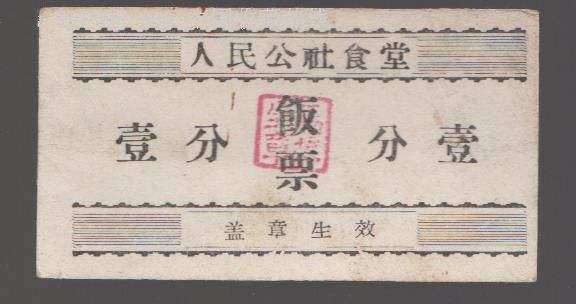 人民公社食堂
壹分 飯票 分壹
盖章生效